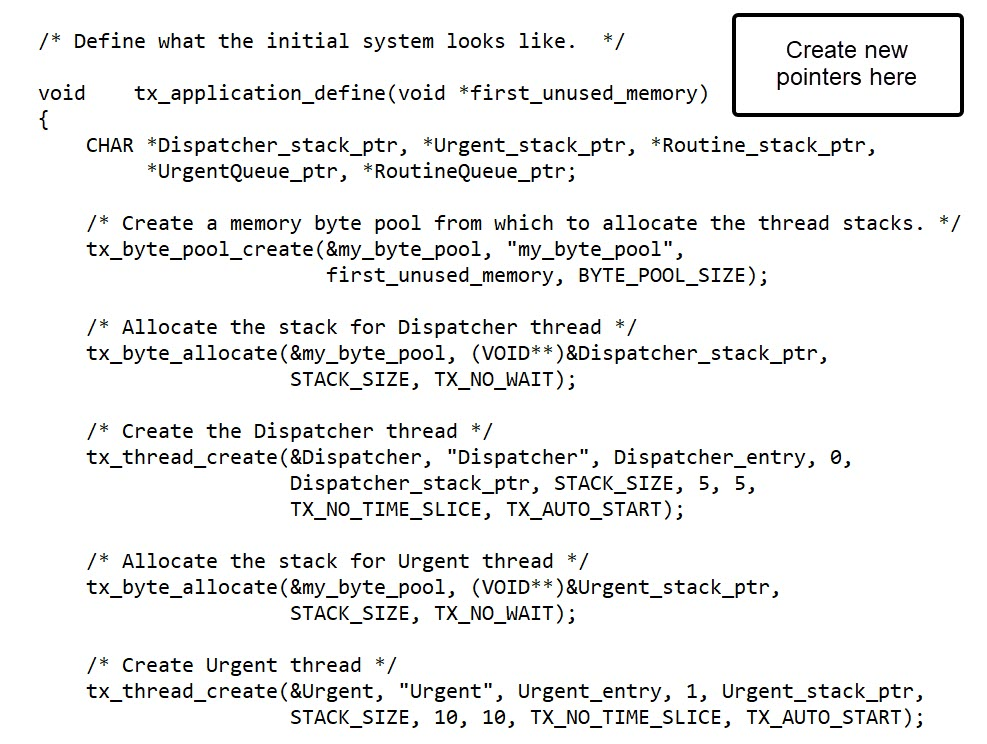 /* Define what the initial system looks like.  */
Create new
pointers here
void    tx_application_define(void *first_unused_memory)
{
    CHAR *Dispatcher_stack_ptr, *Urgent_stack_ptr, *Routine_stack_ptr,
         *UrgentQueue_ptr, *RoutineQueue_ptr;
    /* Create a memory byte pool from which to allocate the thread stacks. */
    tx_byte_pool_create(&my_byte_pool, "my_byte_pool",
                        first_unused_memory, BYTE_POOL_SIZE);
    /* Allocate the stack for Dispatcher thread */
    tx_byte_allocate(&my_byte_pool, (VOID**)&Dispatcher_stack_ptr,
                     STACK_SIZE, TX_NO_WAIT);
    /* Create the Dispatcher thread */
    tx_thread_create(&Dispatcher, "Dispatcher", Dispatcher_entry, 0,
                     Dispatcher_stack_ptr, STACK_SIZE, 5, 5,
                     TX_NO_TIME_SLICE, TX_AUTO_START);
    /* Allocate the stack for Urgent thread */
    tx_byte_allocate(&my_byte_pool, (VOID**)&Urgent_stack_ptr,
                     STACK_SIZE, TX_NO_WAIT);
    /* Create Urgent thread */
    tx_thread_create(&Urgent, "Urgent", Urgent_entry, 1, Urgent_stack_ptr,
                     STACK_SIZE, 10, 10, TX_NO_TIME_SLICE, TX_AUTO_START);